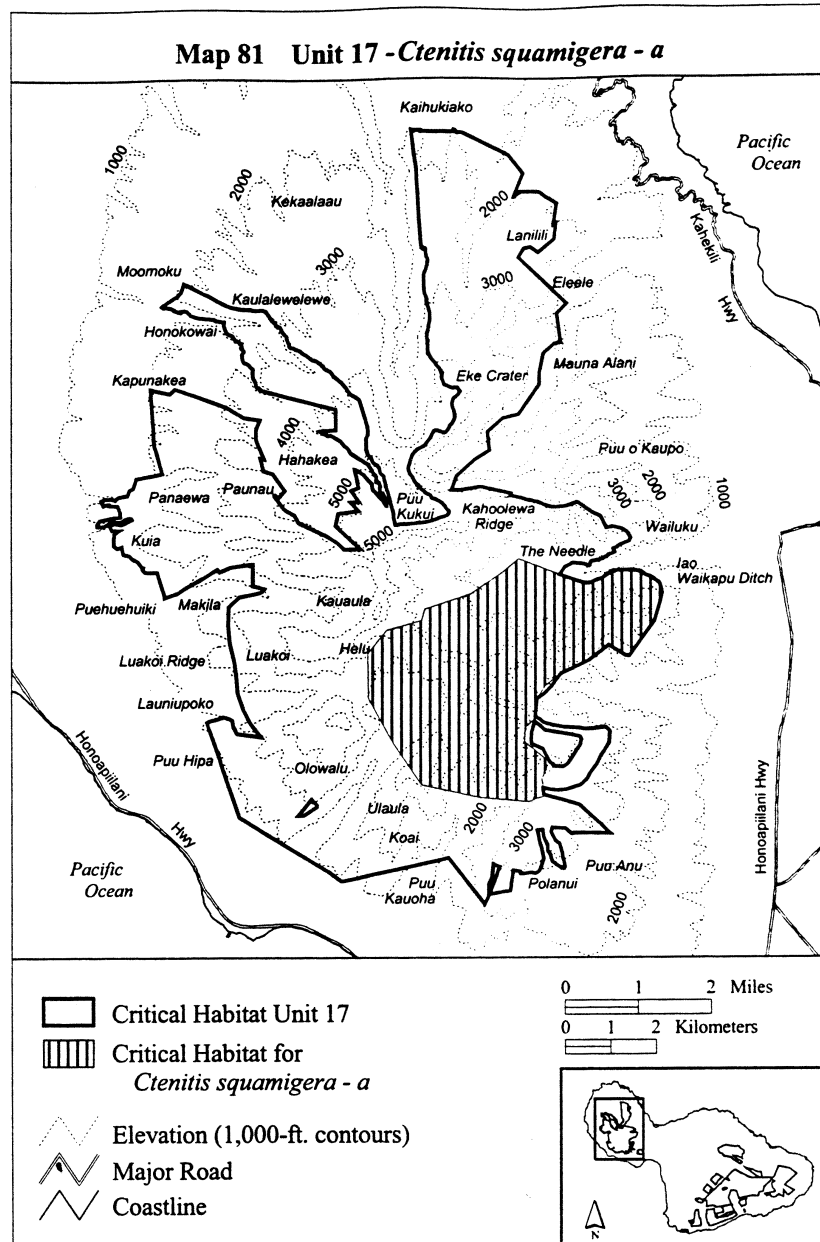 Map 81 Unit 17 - Ctenitis squamigera - a
Kaihukiako
Pacific
Ocean
1000
2000
Kekaalaau
2000
Lanilili
Kahekili
Hwy
3000
3000
Eleele
Moomoku
Kaulalewelewe
Honokowai
Mauna Alani
Kapunakea
Eke Crater
4000
Puu o Kaupo
Hahakea
2000
3000
1000
Panaewa
Paunau
5000
Puu
Kukui
Kahoolewa
Ridge
Wailuku
5000
Kuia
The Needle
Iao
Waikapu Ditch
Puehuehuiki
Makila
Kauaula
Luakoi Ridge
Luakoi
Helu
Launiupoko
Puu Hipa
Olowalu
Honoapiilani
Hwy
Ulaula
2000
Koai
3000
Honoapiilani Hwy
Pacific
Ocean
Puu
Kauoha
Polanui
Puu Anu
2000
0 1 2 Miles
0 1 2 Kilometers
Critical Habitat Unit 17
Critical Habitat for
Ctenitis squamigera - a
Elevation (1,000-ft. contours)
Major Road
Coastline
N